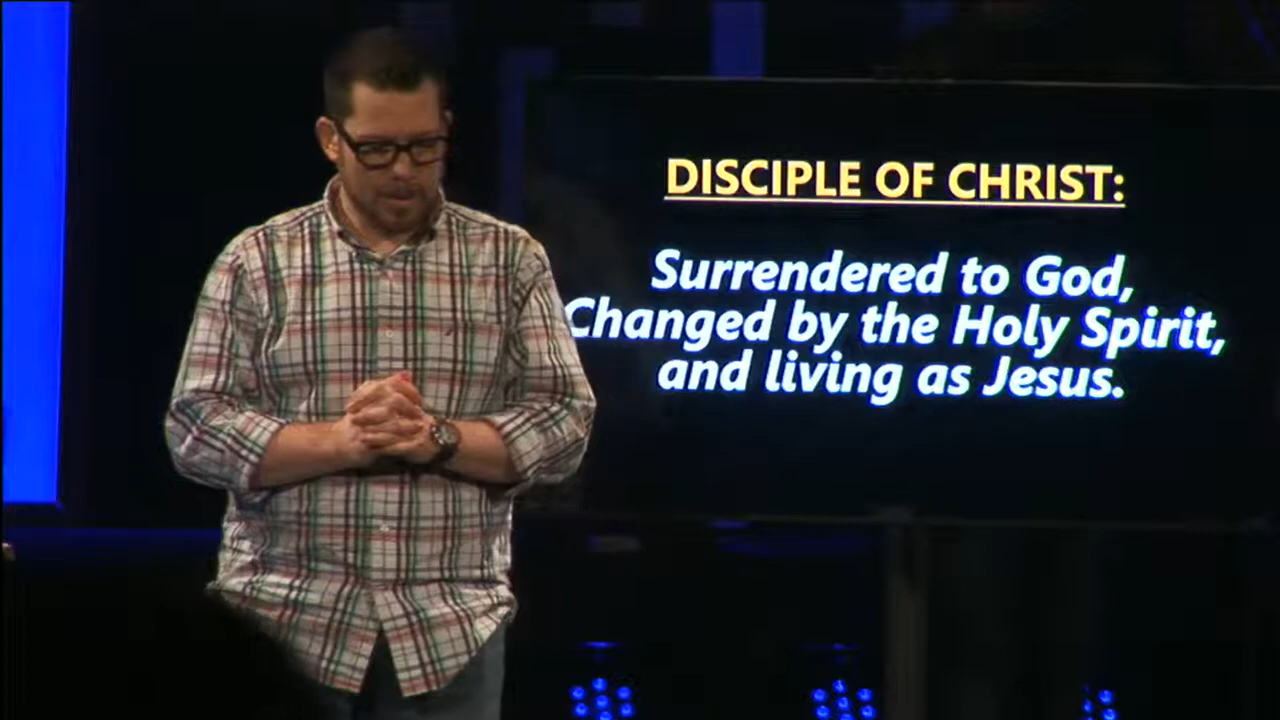 DISCIPLE OF CHRIST:
Surrendered to God,
Changed by the Holy Spirit,
and living as Jesus.